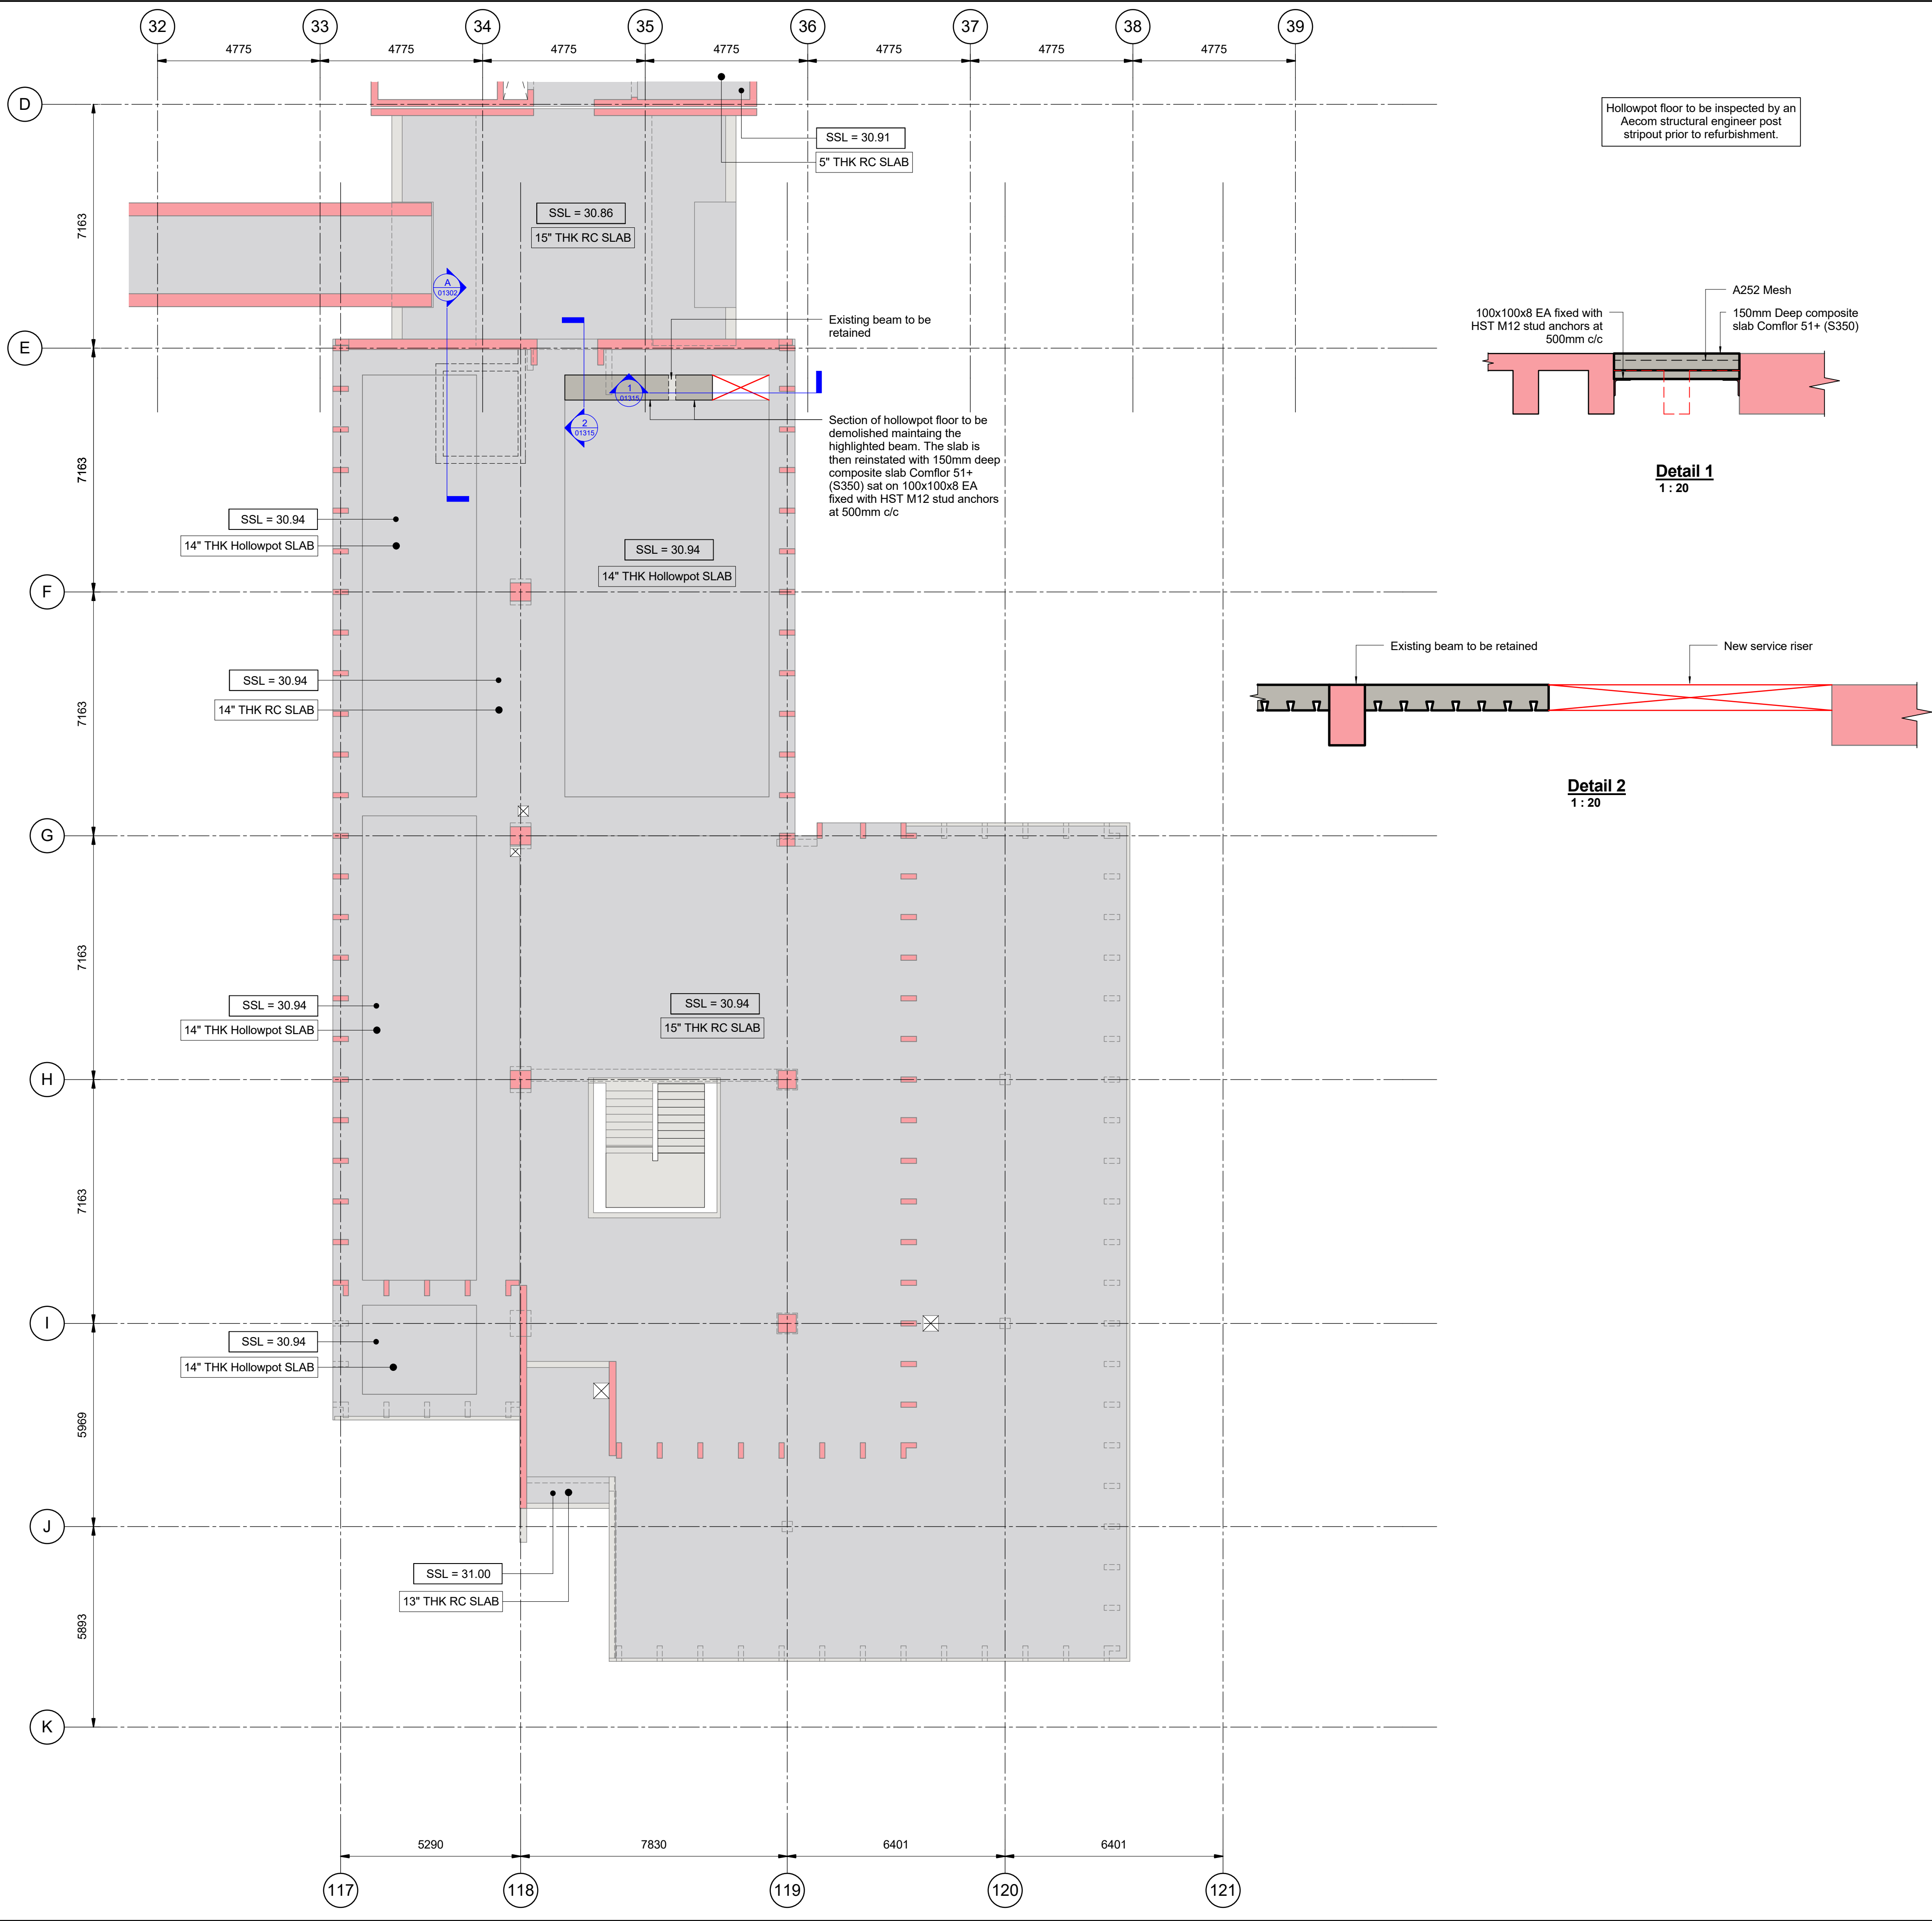 32
33
34
35
36
37
38
39
4775
4775
4775
4775
4775
4775
4775
D
Hollowpot floor to be inspected by an
Aecom structural engineer post
stripout prior to refurbishment.
SSL = 30.91
5" THK RC SLAB
7163
SSL = 30.86
15" THK RC SLAB
A
01302
Existing beam to be
retained
A252 Mesh
100x100x8 EA fixed with
HST M12 stud anchors at
500mm c/c
150mm Deep composite
slab Comflor 51+ (S350)
E
1
01315
2
01315
Section of hollowpot floor to be
demolished maintaing the
highlighted beam. The slab is
then reinstated with 150mm deep
composite slab Comflor 51+
(S350) sat on 100x100x8 EA
fixed with HST M12 stud anchors
at 500mm c/c
Detail 1
1 : 20
7163
SSL = 30.94
14" THK Hollowpot SLAB
SSL = 30.94
14" THK Hollowpot SLAB
F
Existing beam to be retained
New service riser
SSL = 30.94
14" THK RC SLAB
7163
Detail 2
1 : 20
G
7163
SSL = 30.94
14" THK Hollowpot SLAB
SSL = 30.94
15" THK RC SLAB
H
7163
I
SSL = 30.94
14" THK Hollowpot SLAB
5969
J
SSL = 31.00
13" THK RC SLAB
5893
K
5290
7830
6401
6401
117
118
119
120
121